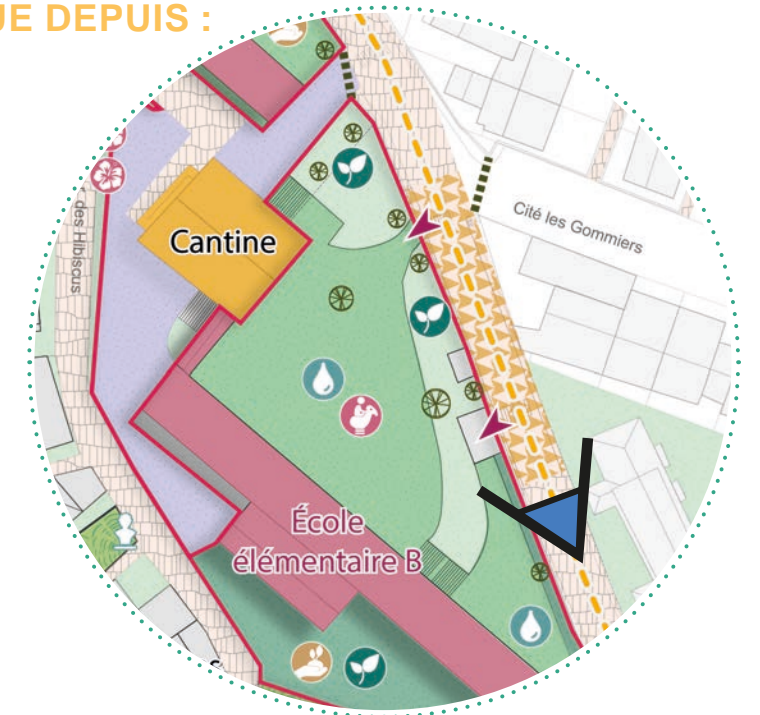 UE DEPUIS :
Cantine
des Hibiscus
Cité les Gommiers
École
élémentaire B